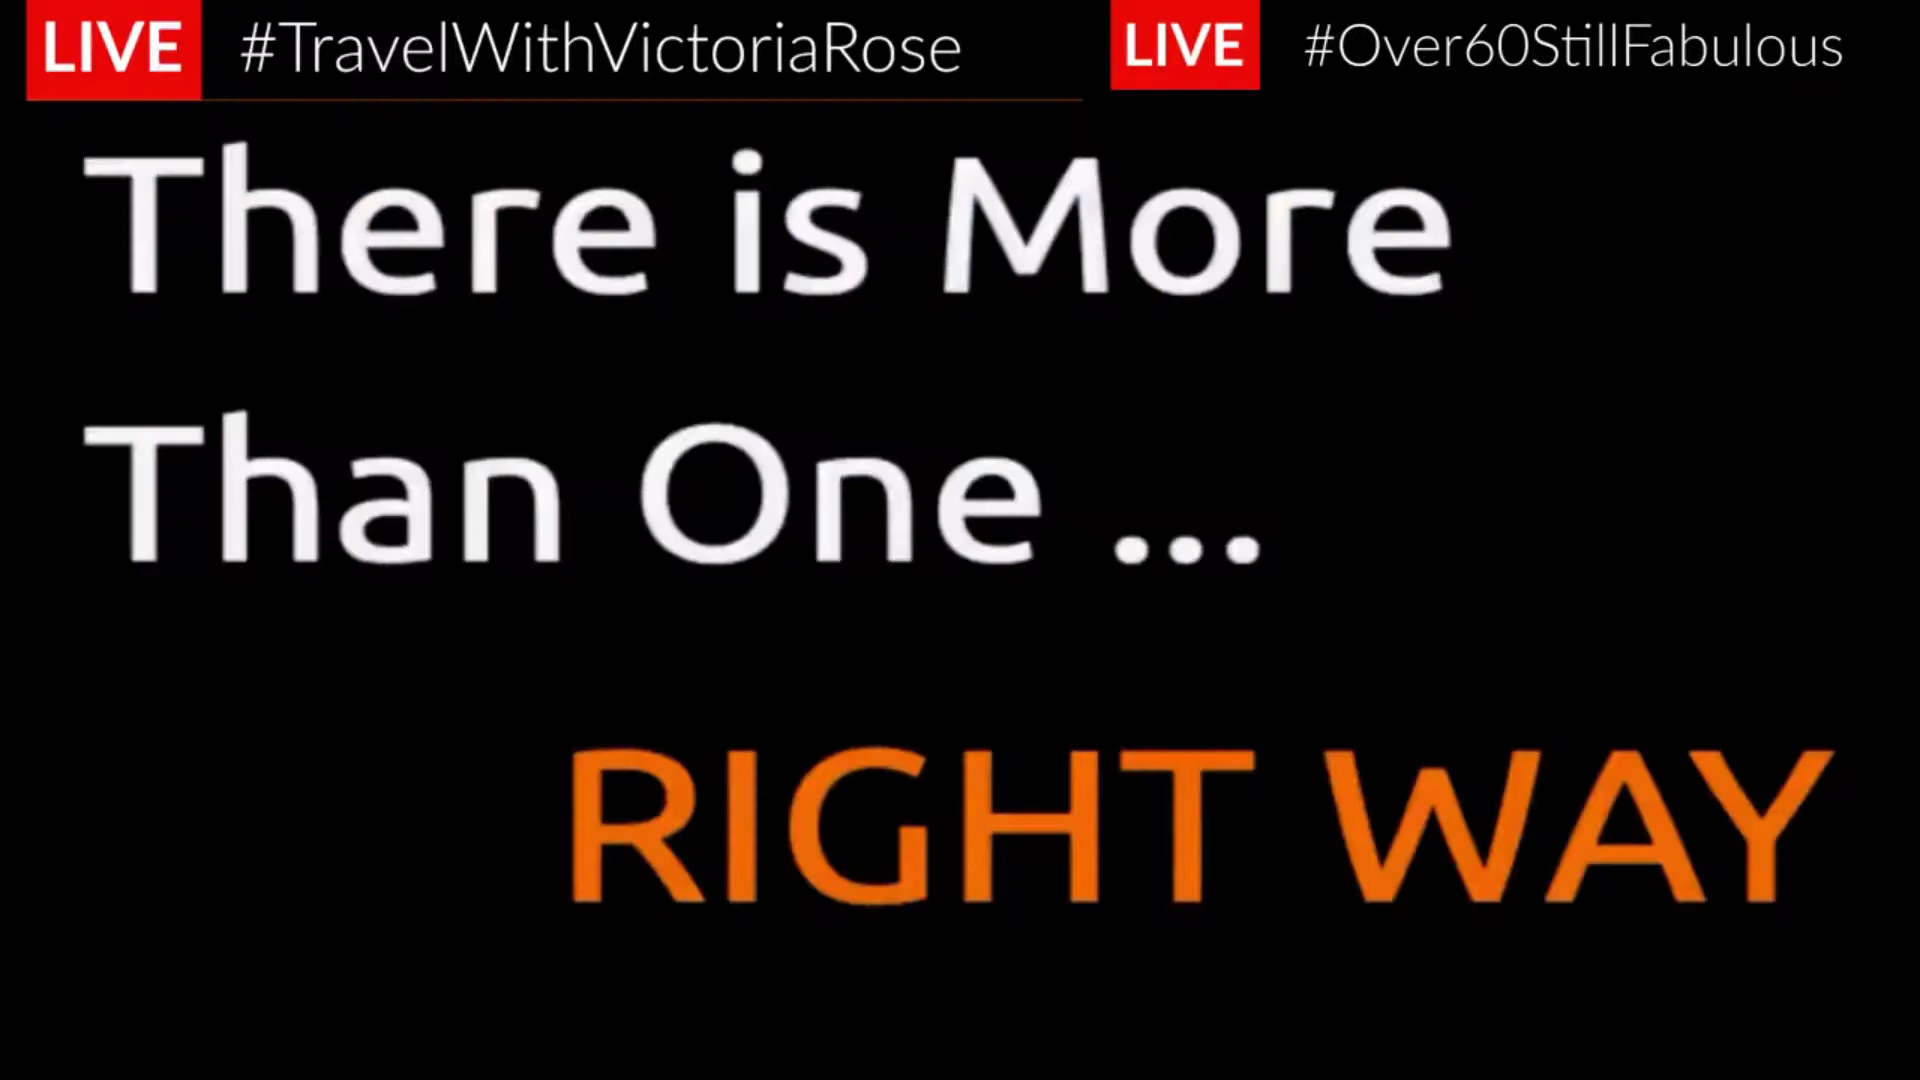 LIVE #TravelWithVictoriaRose LIVE #Over60StillFabulous
There is More
Than One ...
RIGHT WAY